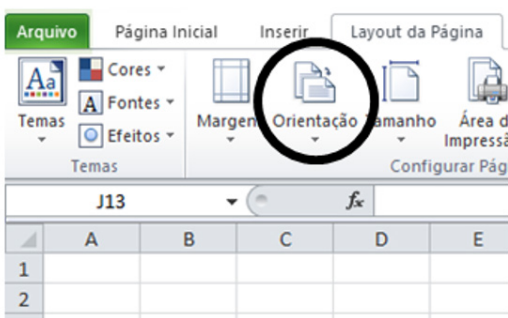 Arquivo Página Inicial Inserir Layout da Página
Cores
Fontes
Efeitos
Temas Margen Orientação Tamanho Área d
Impressã
Temas Configurar Pág
J13 fx
A B C D E
1
2